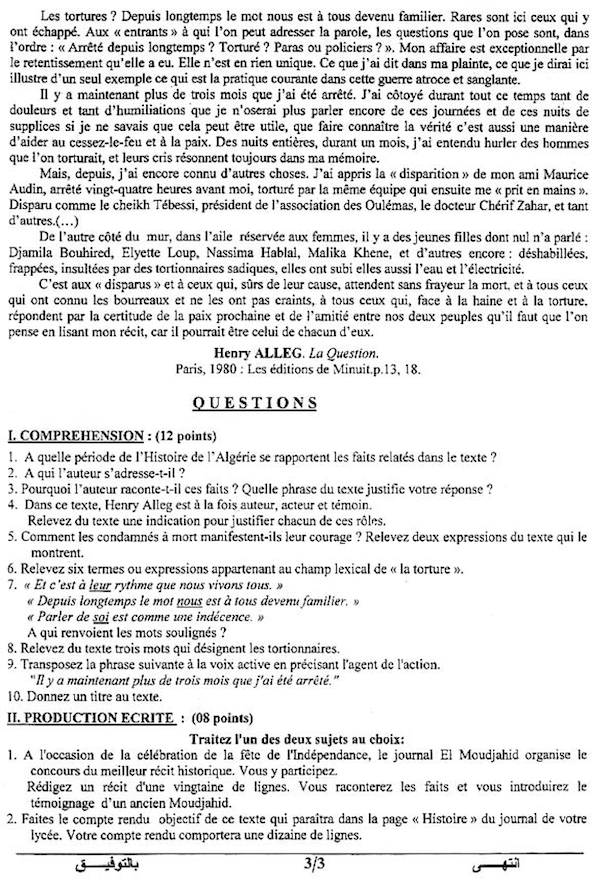 Les tortures ? Depuis longtemps le mot nous est à tous devenu familier. Rares sont ici ceux qui y
ont échappé. Aux « entrants » à qui l'on peut adresser la parole, les questions que l'on pose sont, dans
l'ordre : « Arrêté depuis longtemps ? Torturé ? Paras ou policiers ? ». Mon affaire est exceptionnelle par
le retentissement qu'elle a eu. Elle n'est en rien unique. Ce que j'ai dit dans ma plainte, ce que je dirai ici
illustre d'un seul exemple ce qui est la pratique courante dans cette guerre atroce et sanglante.
Il y a maintenant plus de trois mois que j'ai été arrêté. J'ai côtoyé durant tout ce temps tant de
douleurs et tant d'humiliations que je n'oserai plus parler encore de ces journées et de ces nuits de
supplices si je ne savais que cela peut être utile, que faire connaître la vérité c'est aussi une manière
d'aider au cessez-le-feu et à la paix. Des nuits entières, durant un mois, j'ai entendu hurler des hommes
que l'on torturait, et leurs cris résonnent toujours dans ma mémoire.
Mais, depuis, j'ai encore connu d'autres choses. J'ai appris la « disparition » de mon ami Maurice
Audin, arrêté vingt-quatre heures avant moi, torturé par la même équipe qui ensuite me « prit en mains ».
Disparu comme le cheikh Tébessi, président de l'association des Oulémas, le docteur Chérif Zahar, et tant
d'autres.(...)
De l'autre côté du mur, dans l'aile réservée aux femmes, il y a des jeunes filles dont nul n'a parlé :
Djamila Bouhired, Elyette Loup, Nassima Hablal, Malika Khene, et d'autres encore : déshabillées,
frappées, insultées par des tortionnaires sadiques, elles ont subi elles aussi l'eau et l'électricité.
C'est aux « disparus » et à ceux qui, sûrs de leur cause, attendent sans frayeur la mort, et à tous ceux
qui ont connu les bourreaux et ne les ont pas craints, à tous ceux qui, face à la haine et à la torture.
répondent par la certitude de la paix prochaine et de l'amitié entre nos deux peuples qu'il faut que l'on
pense en lisant mon récit, car il pourrait être celui de chacun d'eux.
Henry ALLEG. La Question.
Paris, 1980 : Les éditions de Minuit.p.13, 18.
QUESTIONS
I. COMPREHENSION : (12 points)
1. A quelle période de l'Histoire de l'Algérie se rapportent les faits relatés dans le texte ?
2. A qui l'auteur s'adresse-t-il ?
3. Pourquoi l'auteur raconte-t-il ces faits ? Quelle phrase du texte justifie votre réponse ?
4. Dans ce texte, Henry Alleg est à la fois auteur, acteur et témoin.
Relevez du texte une indication pour justifier chacun de ces rôles.
5. Comment les condamnés à mort manifestent-ils leur courage ? Relevez deux expressions du texte qui le
montrent.
6. Relevez six termes ou expressions appartenant au champ lexical de « la torture ».
7. « Et c'est à leur rythme que nous vivons tous. »
« Depuis longtemps le mot nous est à tous devenu familier. »
« Parler de soi est comme une indécence. »
A qui renvoient les mots soulignés ?
8. Relevez du texte trois mots qui désignent les tortionnaires.
9. Transposez la phrase suivante à la voix active en précisant l'agent de l'action.
"Il y a maintenant plus de trois mois que j'ai été arrêté."
10. Donnez un titre au texte.
II. PRODUCTION ECRITE : (08 points)
Traitez l'un des deux sujets au choix:
1. A l'occasion de la célébration de la fête de l'Indépendance, le journal El Moudjahid organise le
concours du meilleur récit historique. Vous y participez.
Rédigez un récit d'une vingtaine de lignes. Vous raconterez les faits et vous introduirez le
témoignage d'un ancien Moudjahid.
2. Faites le compte rendu objectif de ce texte qui paraîtra dans la page « Histoire » du journal de votre
lycée. Votre compte rendu comportera une dizaine de lignes.
انتهــى 3/3 بالتوفيــق